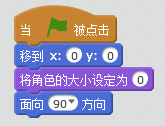 当 被点击
移到 x: 0 y: 0
将角色的大小设定为 0
面向 90 方向